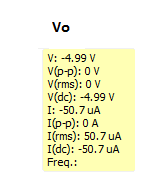 Vo
V: -4.99 V
V(p-p): 0 V
V(rms): 0 V
V(dc): -4.99 V
I: -50.7 uA
I(p-p): 0 A
I(rms): 50.7 uA
I(dc): -50.7 uA
Freq.: